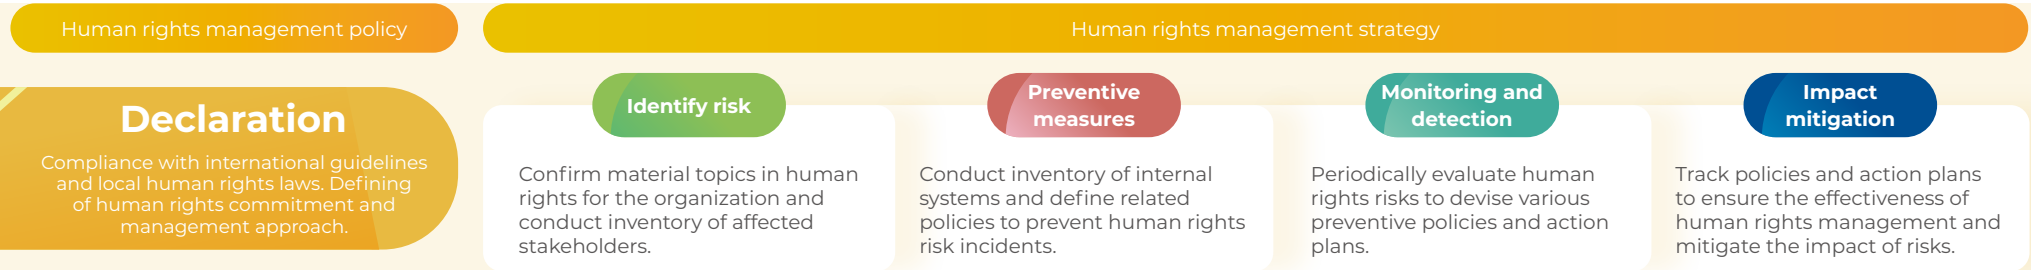 Human rights management policy
Human rights management strategy
Declaration
Compliance with international guidelines
and local human rights laws. Defining
of human rights commitment and
management approach.
Identify risk
Confirm material topics in human
rights for the organization and
conduct inventory of affected
stakeholders.
Preventive
measures
Conduct inventory of internal
systems and define related
policies to prevent human rights
risk incidents.
Monitoring and
detection
Periodically evaluate human
rights risks to devise various
preventive policies and action
plans.
Impact
mitigation
Track policies and action plans
to ensure the effectiveness of
human rights management and
mitigate the impact of risks.